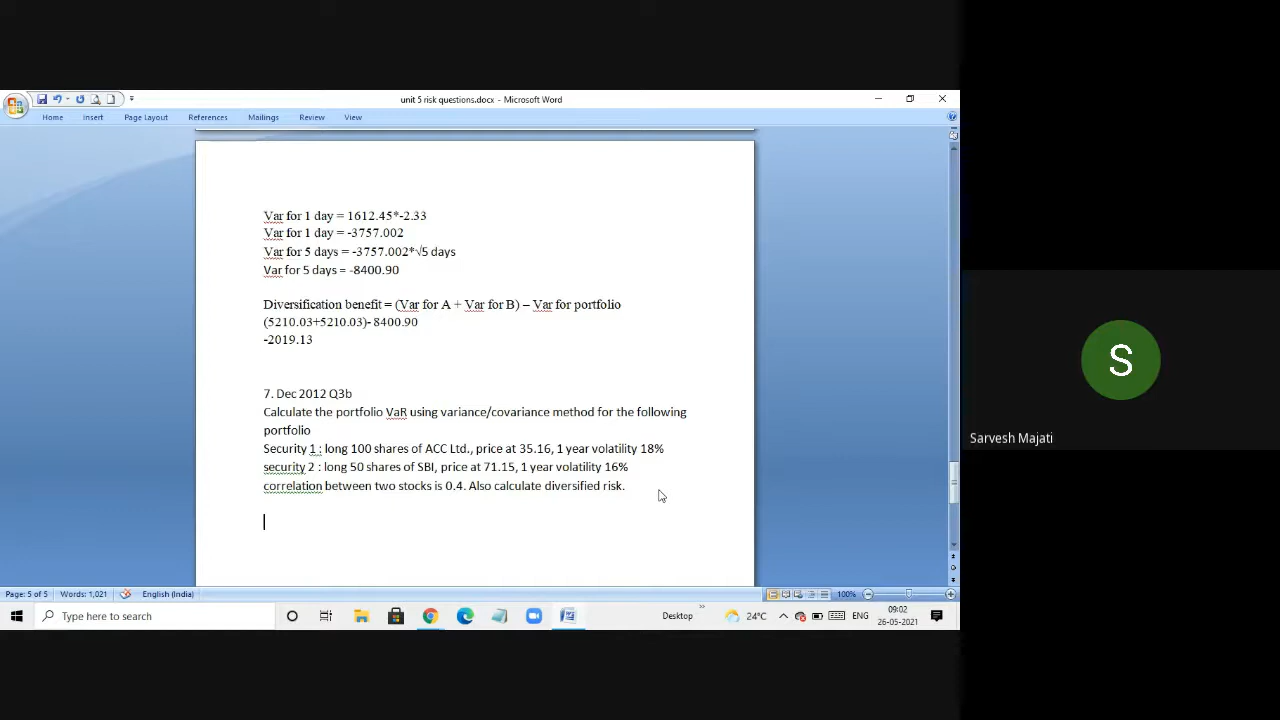 unit 5 risk questions.docx - Microsoft Word
Home Insert Page Layout References Mailings Review View
Var for 1 day = 1612.45*-2.33
Var for 1 day = -3757.002
Var for 5 days = -3757.002*√5 days
Var for 5 days = -8400.90
Diversification benefit = (Var for A + Var for B) – Var for portfolio
(5210.03+5210.03)- 8400.90
-2019.13
7. Dec 2012 Q3b
Calculate the portfolio VaR using variance/covariance method for the following
portfolio
Security 1 : long 100 shares of ACC Ltd., price at 35.16, 1 year volatility 18%
security 2 : long 50 shares of SBI, price at 71.15, 1 year volatility 16%
correlation between two stocks is 0.4. Also calculate diversified risk.
S
Sarvesh Majati
Page: 5 of 5 Words: 1,021 English (India) 100%
Type here to search Desktop 24°C ENG 09:02
26-05-2021